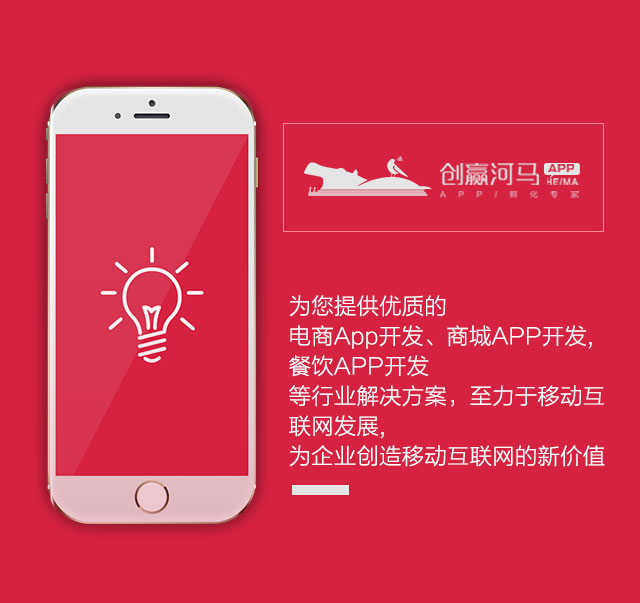 创赢河马 APP
HE/MA
APP/孵化专家
为您提供优质的
电商App开发、商城APP开发,
餐饮APP开发
等行业解决方案，至力于移动互
联网发展,
为企业创造移动互联网的新价值